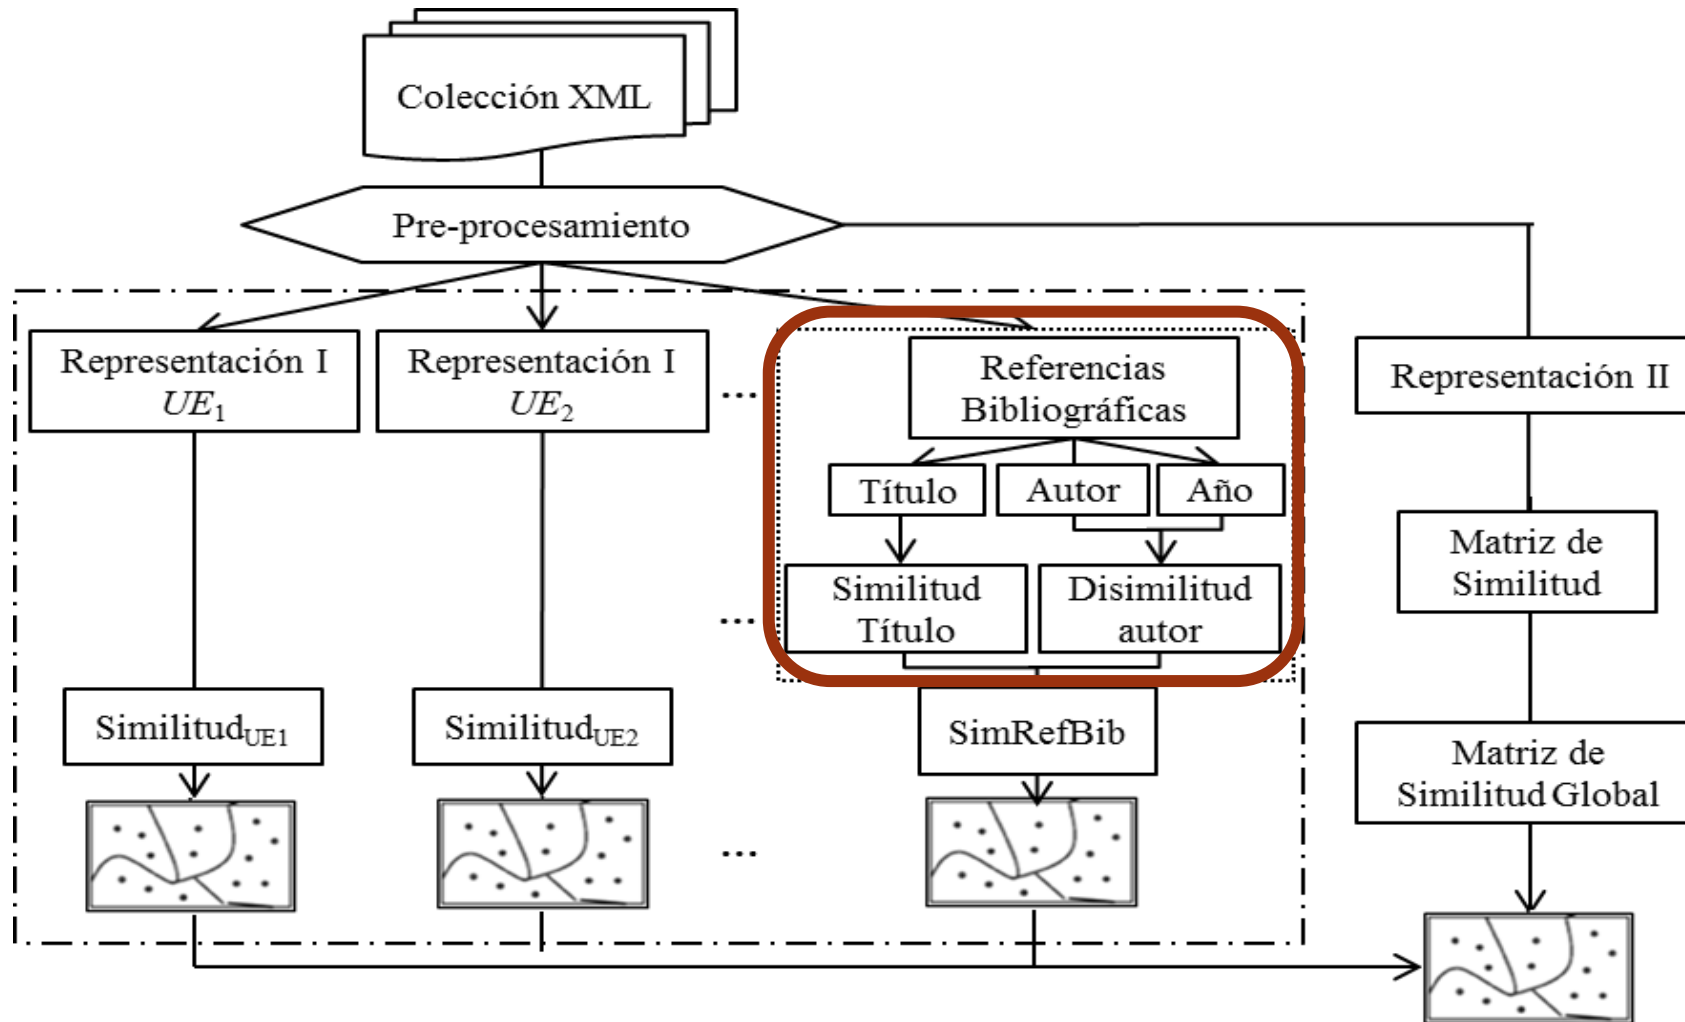 Colección XML
Pre-procesamiento
Representación I
UE1
Representación I
UE2
...
Referencias
Bibliográficas
Representación II
Título
Autor
Año
Matriz de
Similitud
Similitud
Título
Disimilitud
autor
...
SimilitudUE1
SimilitudUE2
SimRefBib
Matriz de
Similitud Global
...